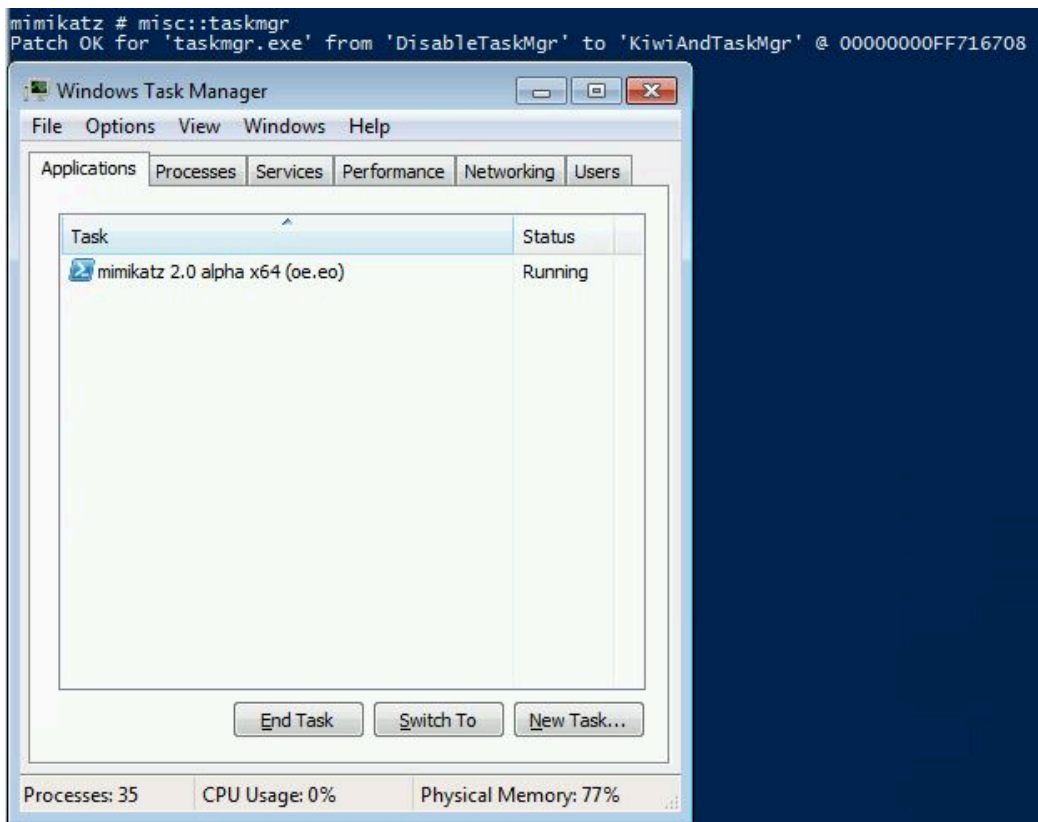 mimikatz # misc::taskmgr
Patch OK for 'taskmgr.exe' from 'DisableTaskMgr' to 'KiwiAndTaskMgr' @ 00000000FF716708
Windows Task Manager
File Options View Windows Help
Applications Processes Services Performance Networking Users
Task Status
mimikatz 2.0 alpha x64 (oe.eo) Running
End Task Switch To New Task...
Processes: 35 CPU Usage: 0% Physical Memory: 77%